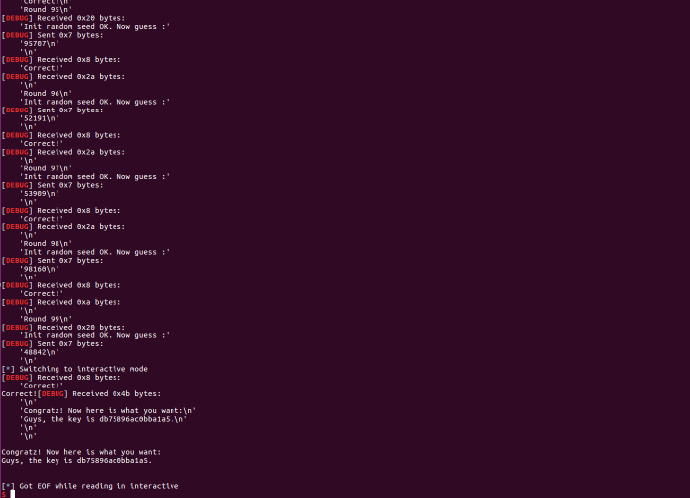 'Correct!\n'
'Round 95\n'
[DEBUG] Received 0x20 bytes:
'Init random seed OK. Now guess :'
[DEBUG] Sent 0x7 bytes:
'95707\n'
'\n'
[DEBUG] Received 0x8 bytes:
'Correct!'
[DEBUG] Received 0x2a bytes:
'\n'
'Round 96\n'
'Init random seed OK. Now guess :'
[DEBUG] Sent 0x7 bytes:
'52191\n'
'\n'
[DEBUG] Received 0x8 bytes:
'Correct!'
[DEBUG] Received 0x2a bytes:
'\n'
'Round 97\n'
'Init random seed OK. Now guess :'
[DEBUG] Sent 0x7 bytes:
'53909\n'
'\n'
[DEBUG] Received 0x8 bytes:
'Correct!'
[DEBUG] Received 0x2a bytes:
'\n'
'Round 98\n'
'Init random seed OK. Now guess :'
[DEBUG] Sent 0x7 bytes:
'98160\n'
'\n'
[DEBUG] Received 0x8 bytes:
'Correct!'
[DEBUG] Received 0xa bytes:
'\n'
'Round 99\n'
[DEBUG] Received 0x20 bytes:
'Init random seed OK. Now guess :'
[DEBUG] Sent 0x7 bytes:
'48842\n'
'\n'
[*] Switching to interactive mode
[DEBUG] Received 0x8 bytes:
'Correct!'
Correct![DEBUG] Received 0x4b bytes:
'\n'
'Congratz! Now here is what you want:\n'
'Guys, the key is db75896ac0bba1a5.\n'
'\n'
'\n'
Congratz! Now here is what you want:
Guys, the key is db75896ac0bba1a5.
[*] Got EOF while reading in interactive
$